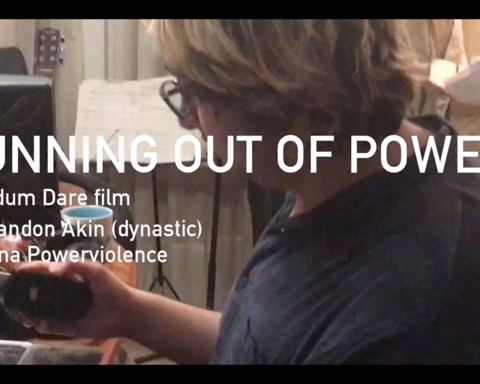 UNNING OUT OF POWE
dum Dare film
andon Akin (dynastic)
na Powerviolence